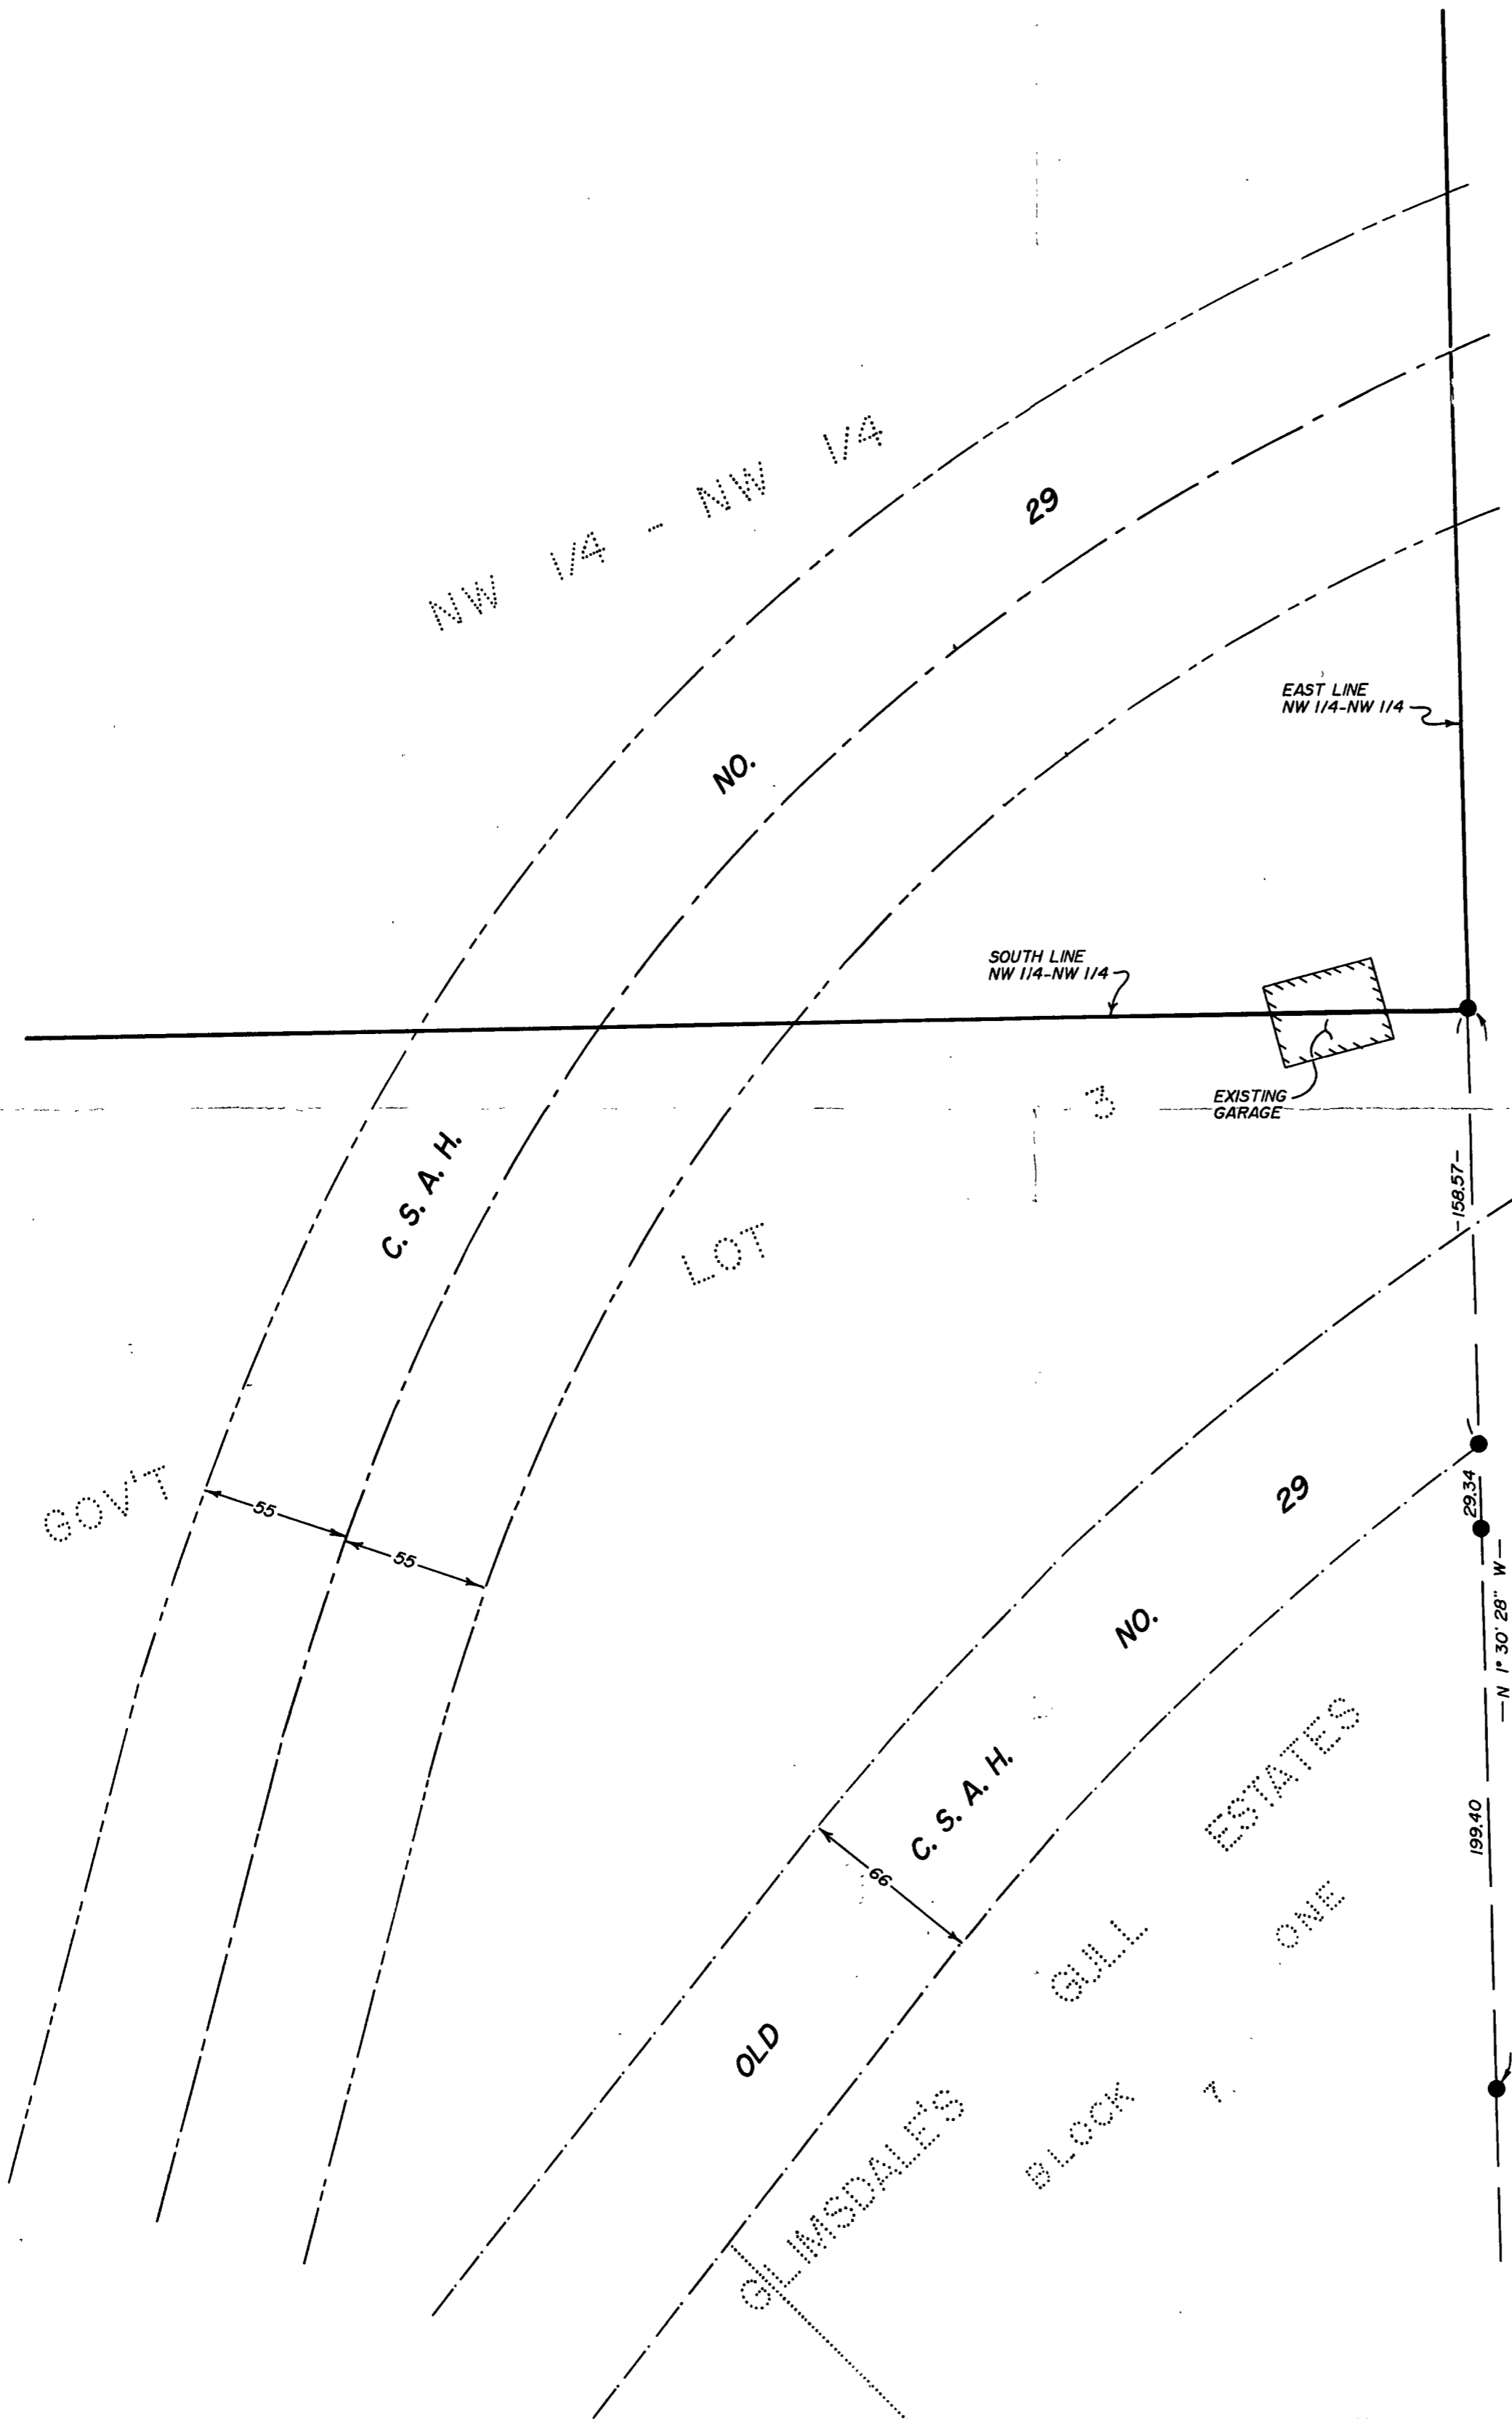 NW 1/4 - NW 1/4
29
EAST LINE
NW 1/4-NW 1/4
NO.
SOUTH LINE
NW 1/4-NW 1/4
EXISTING
GARAGE
3
C. S. A. H.
158.57
LOT
GOV'T
55
55
29.34
29
N 1° 30' 28" W
NO.
C. S. A. H.
ESTATES
199.40
66
GULL
ONE
OLD
GLIMSDALE'S
BLOCK